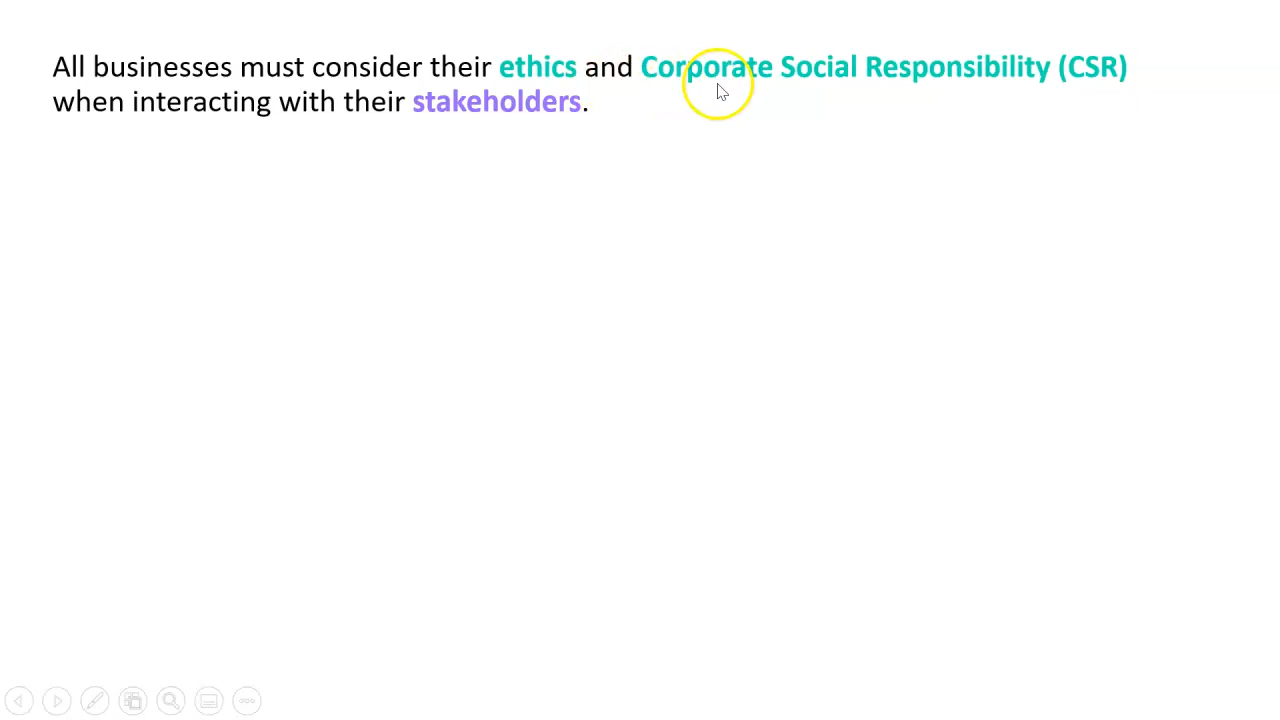 All businesses must consider their ethics and Corporate Social Responsibility (CSR)
when interacting with their stakeholders.